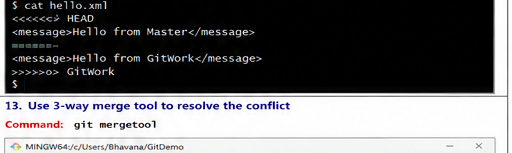 $ cat hello.xml
<<<<<<> HEAD
<message>Hello from Master</message>
=======
<message>Hello from GitWork</message>
>>>>>o> GitWork
$
13. Use 3-way merge tool to resolve the conflict
Command: git mergetool
MINGW64:/c/Users/Bhavana/GitDemo